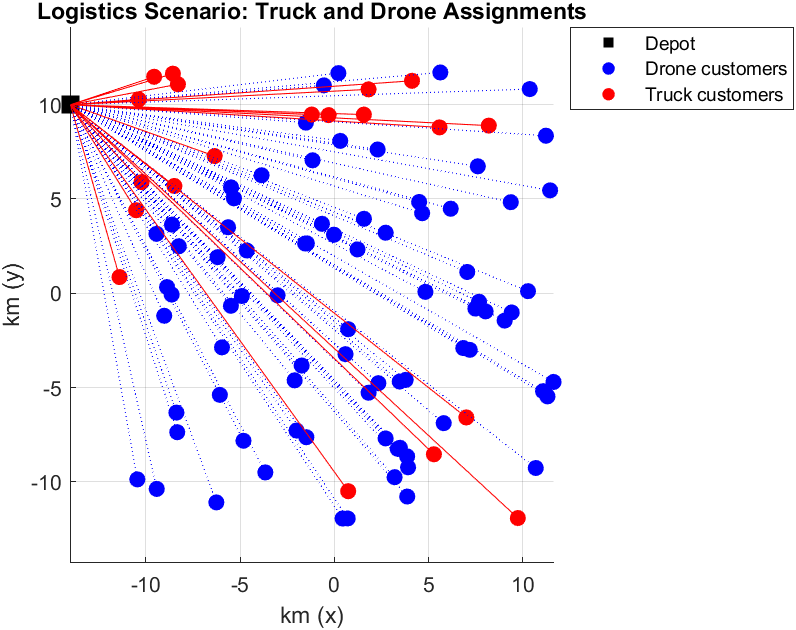 Logistics Scenario: Truck and Drone Assignments
Depot
Drone customers
Truck customers
10
5
0
-5
-10
km (y)
-10
-5
0
5
10
km (x)